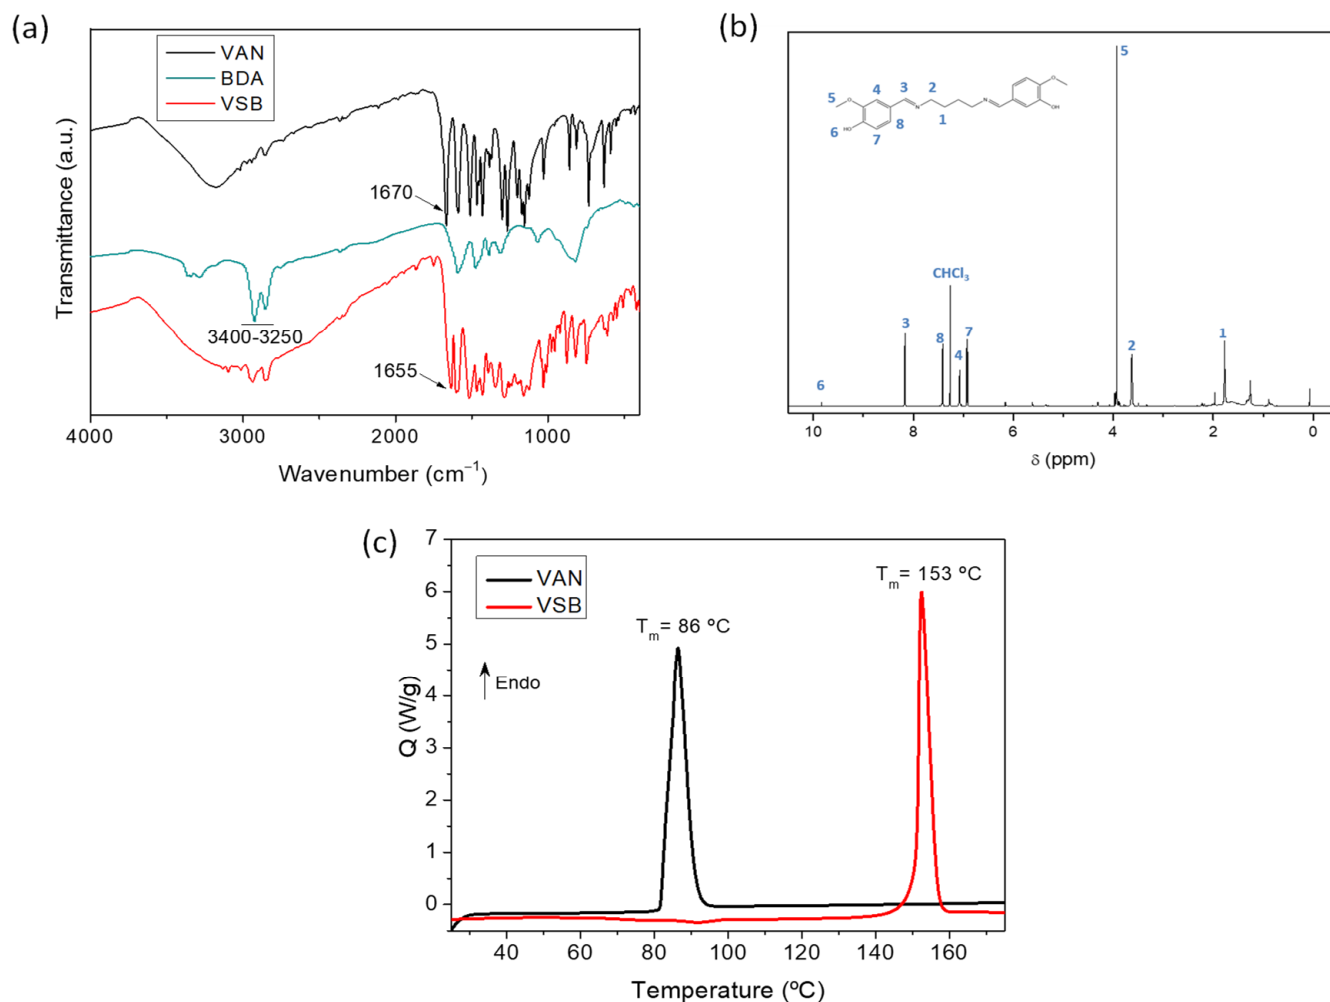 (a)
VAN
BDA
VSB
1670
3400-3250
1655
Transmittance (a.u.)
4000 3000 2000 1000
Wavenumber (cm⁻¹)
(b)
5
4 3 2
5
O
N
N
O
6
HO
8
1
OH
7
CHCl₃
3
8
7
4
6
2
1
10 8 6 4 2 0
δ (ppm)
(c)
VAN
VSB
Tm= 86 ºC
Tm= 153 ºC
Endo
Q (W/g)
7
6
5
4
3
2
1
0
40 60 80 100 120 140 160
Temperature (ºC)